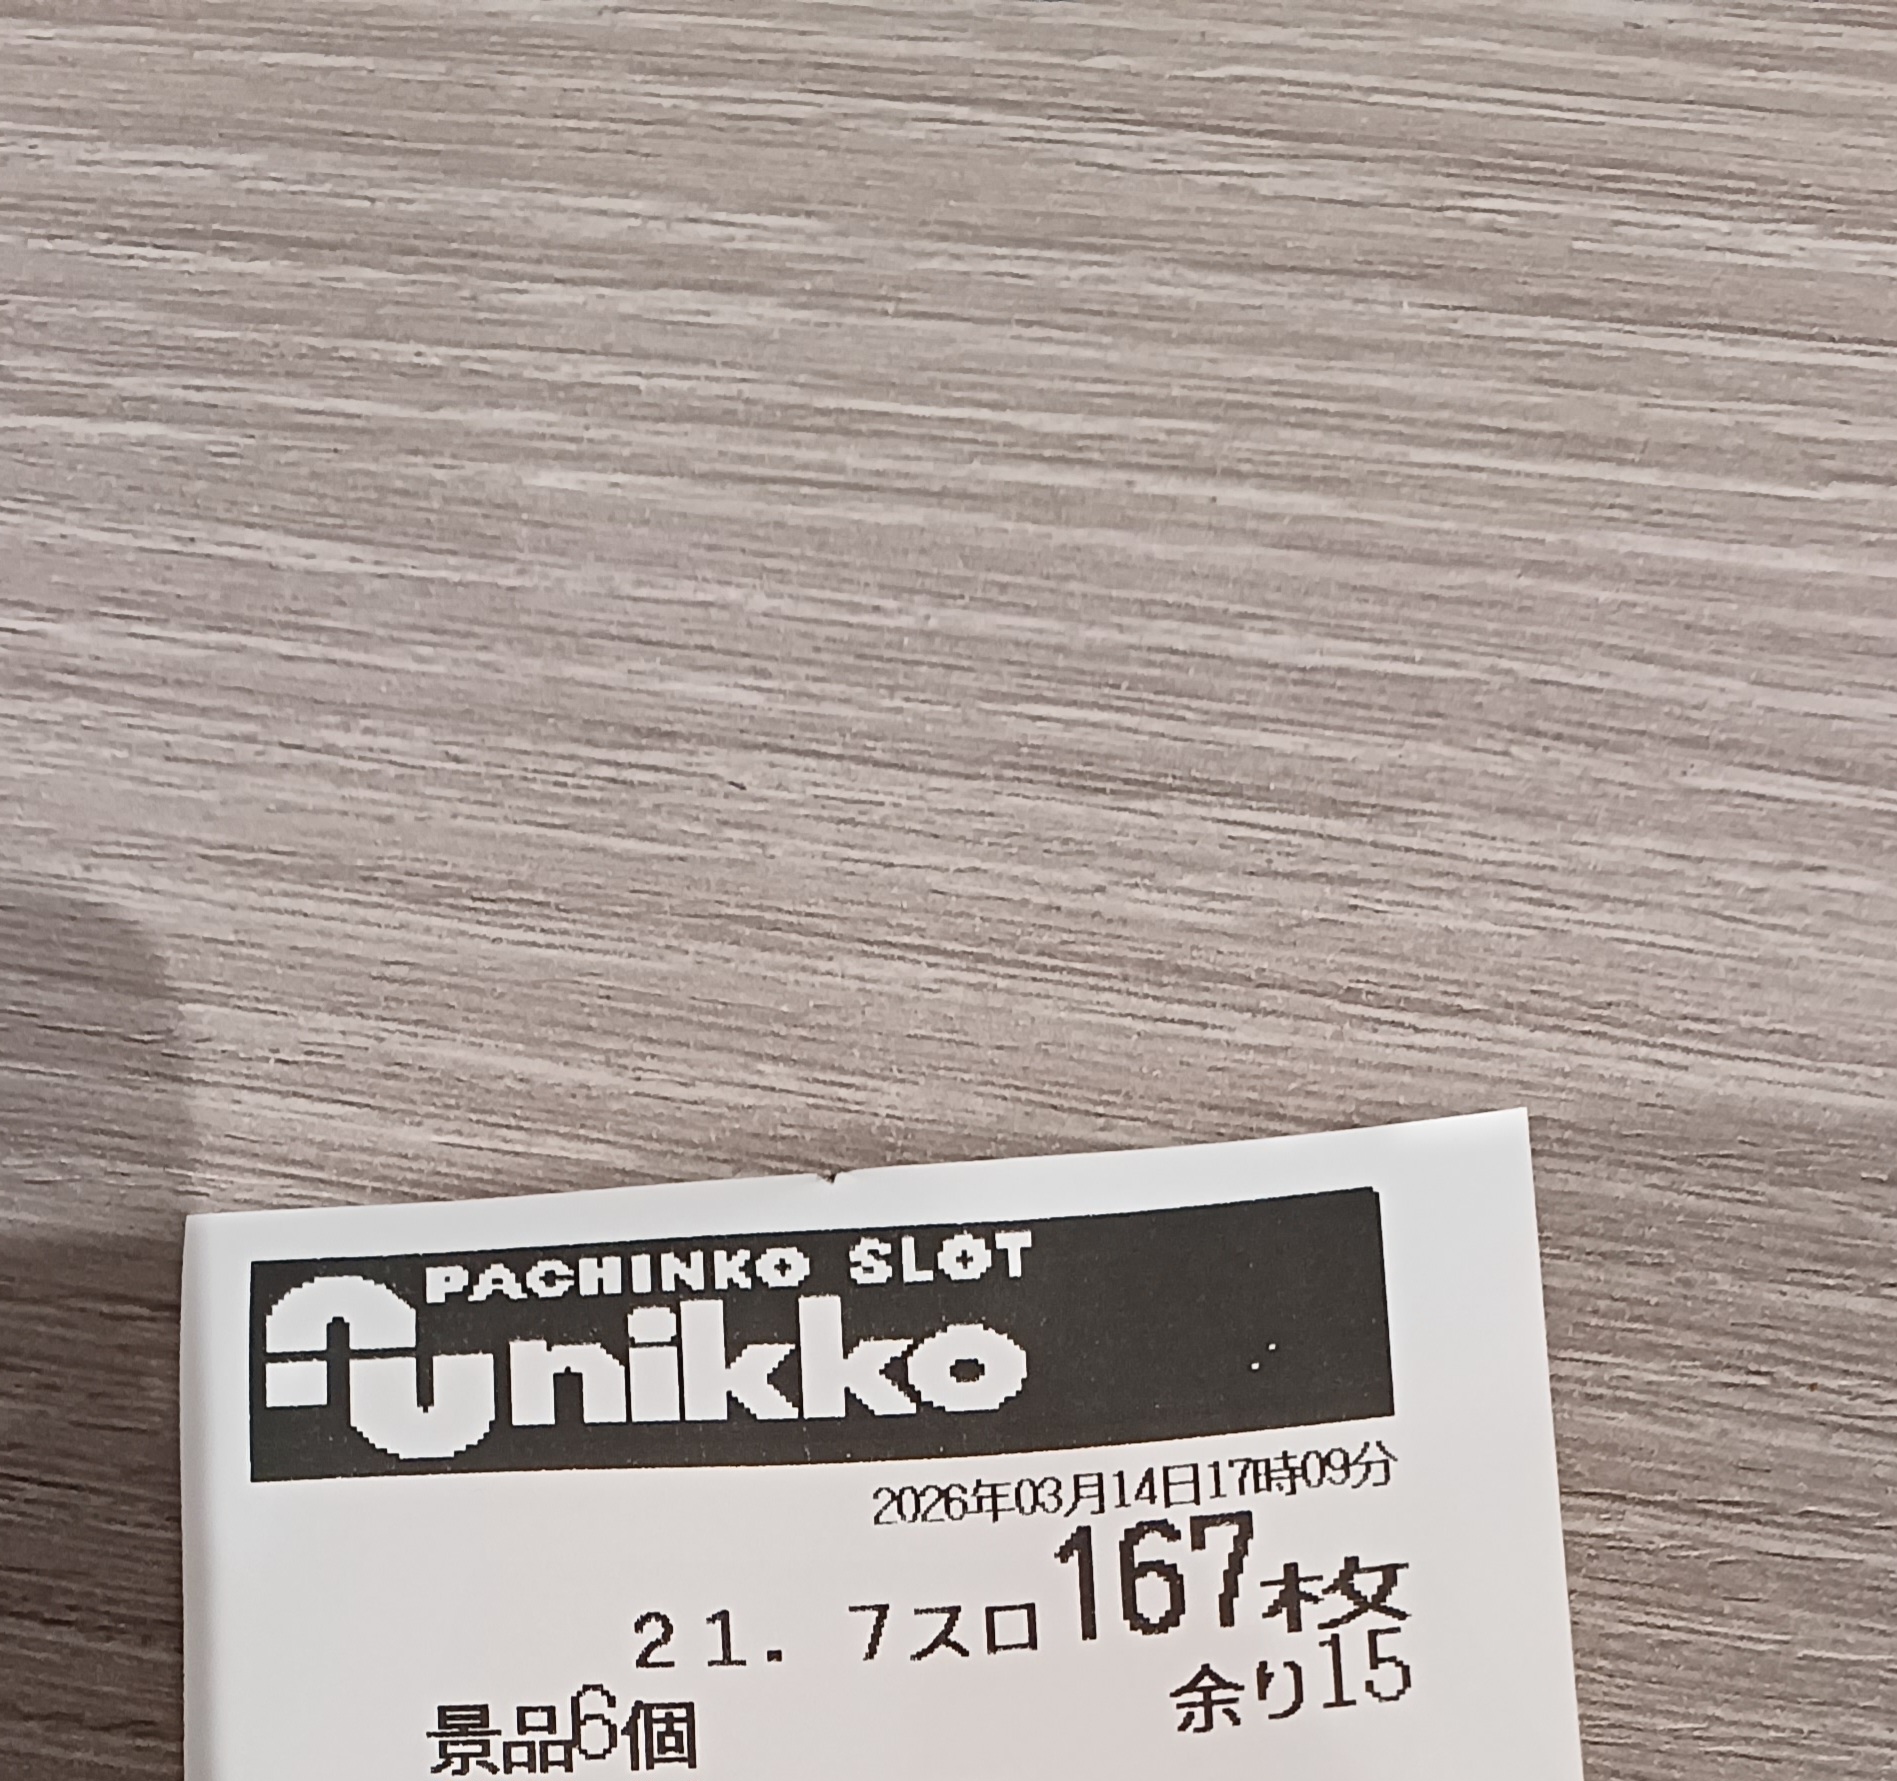 PACHINKO SLOT
nikko
2026年03月14日17時09分
21.7スロ167枚
余り15
景品6個